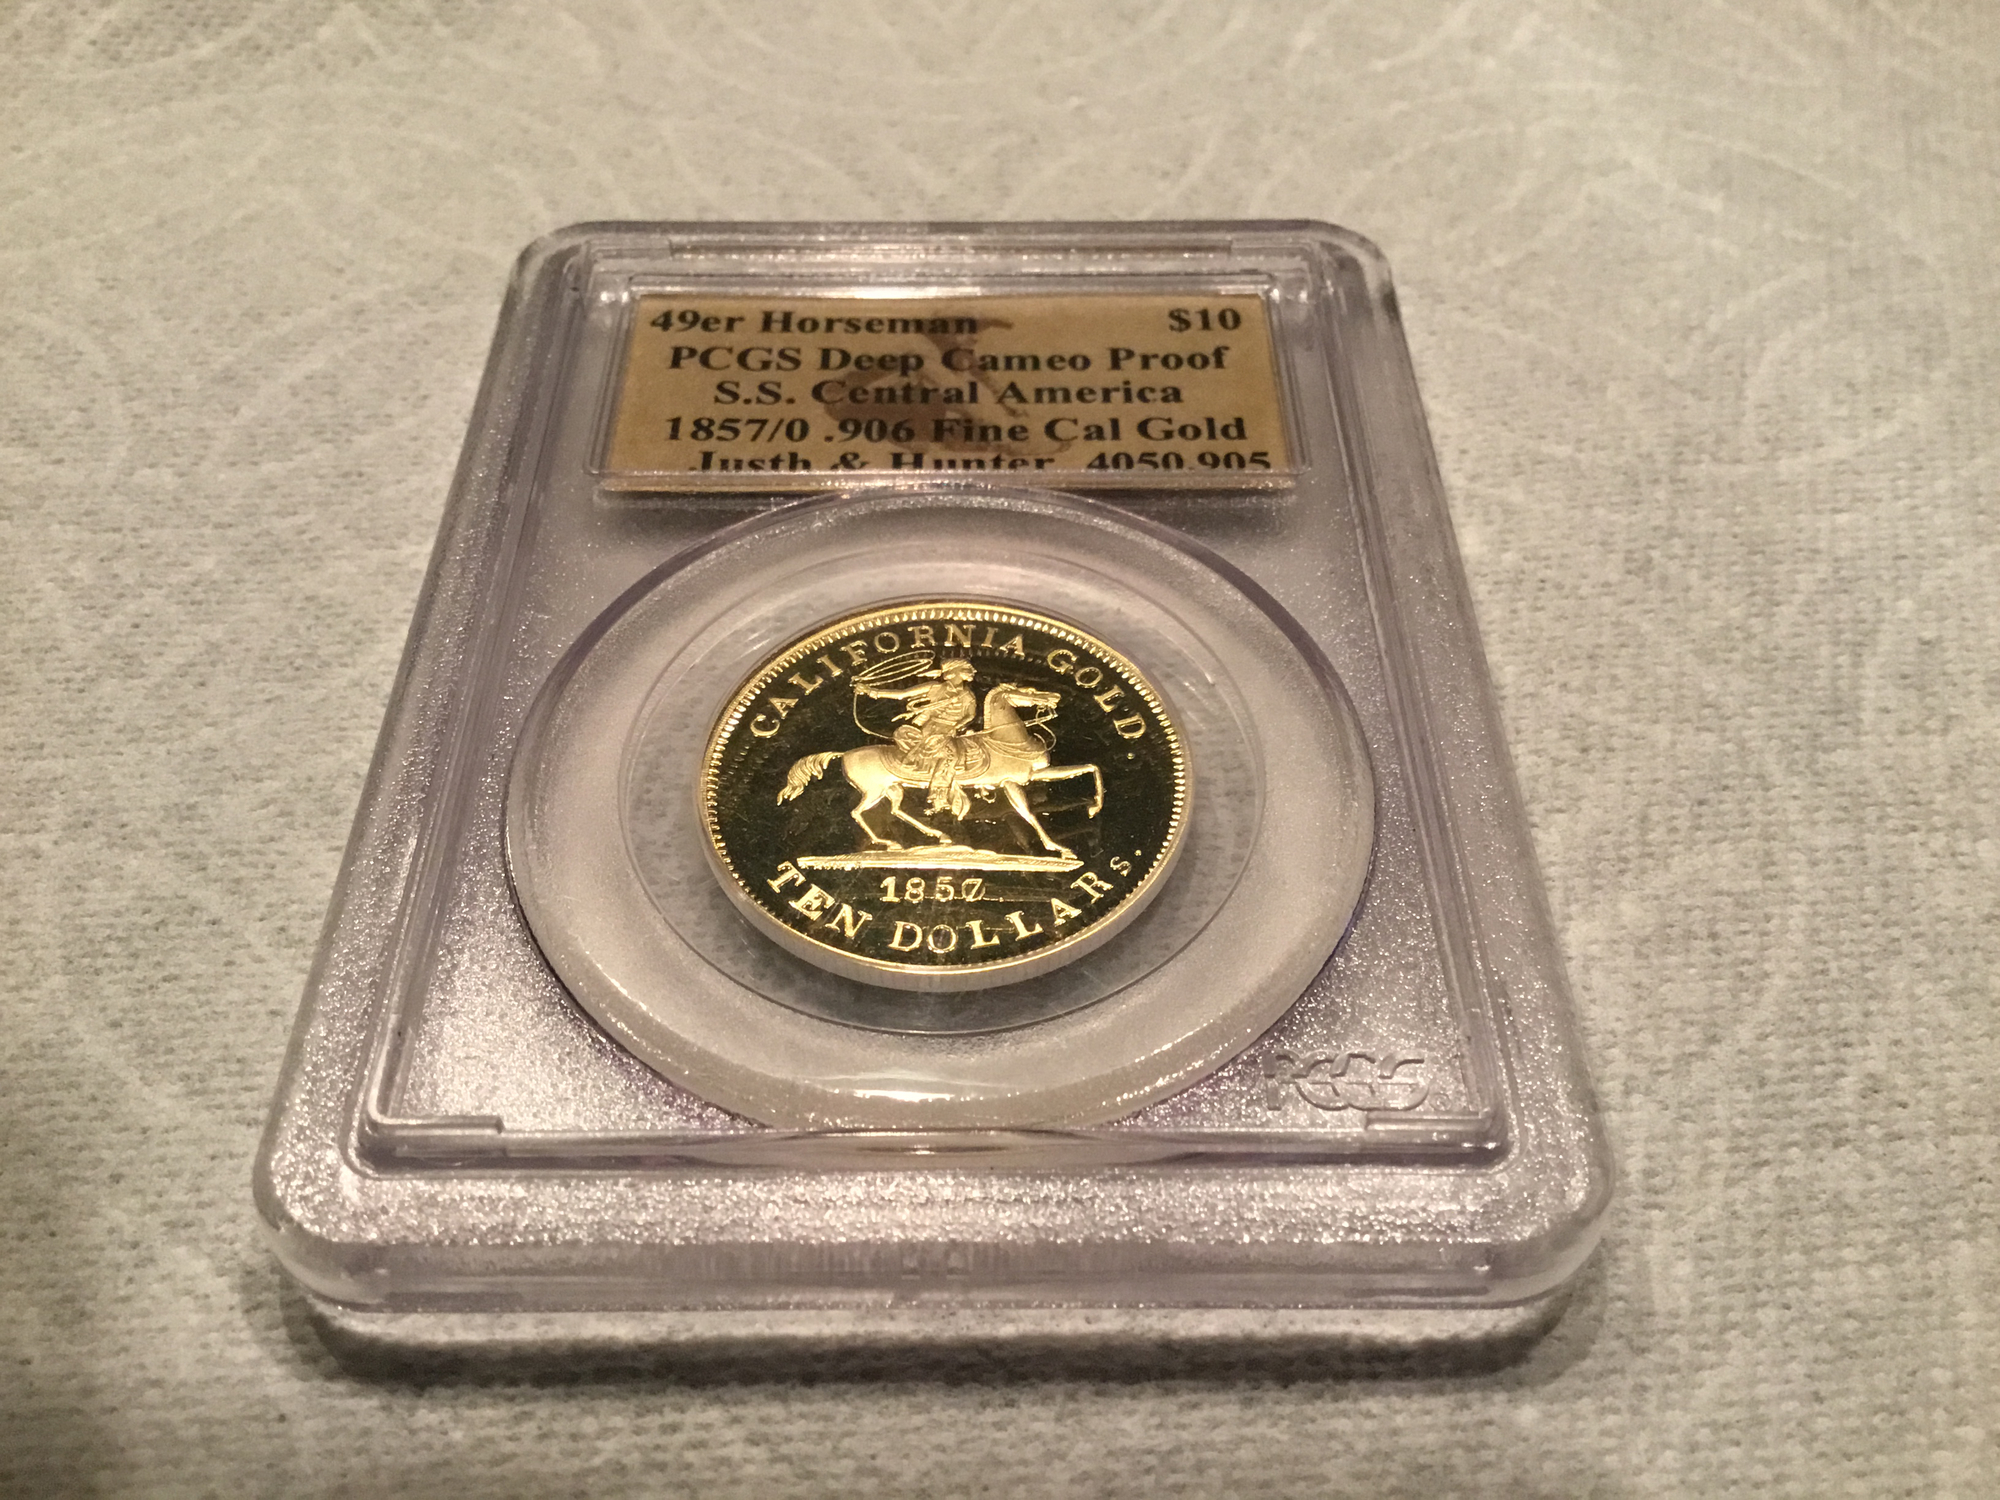 49er Horseman $10
PCGS Deep Cameo Proof
S.S. Central America
1857/0 .906 Fine Cal Gold
Justh & Hunter 4050.905
CALIFORNIA GOLD.
1857
TEN DOLLARS.
PCGS